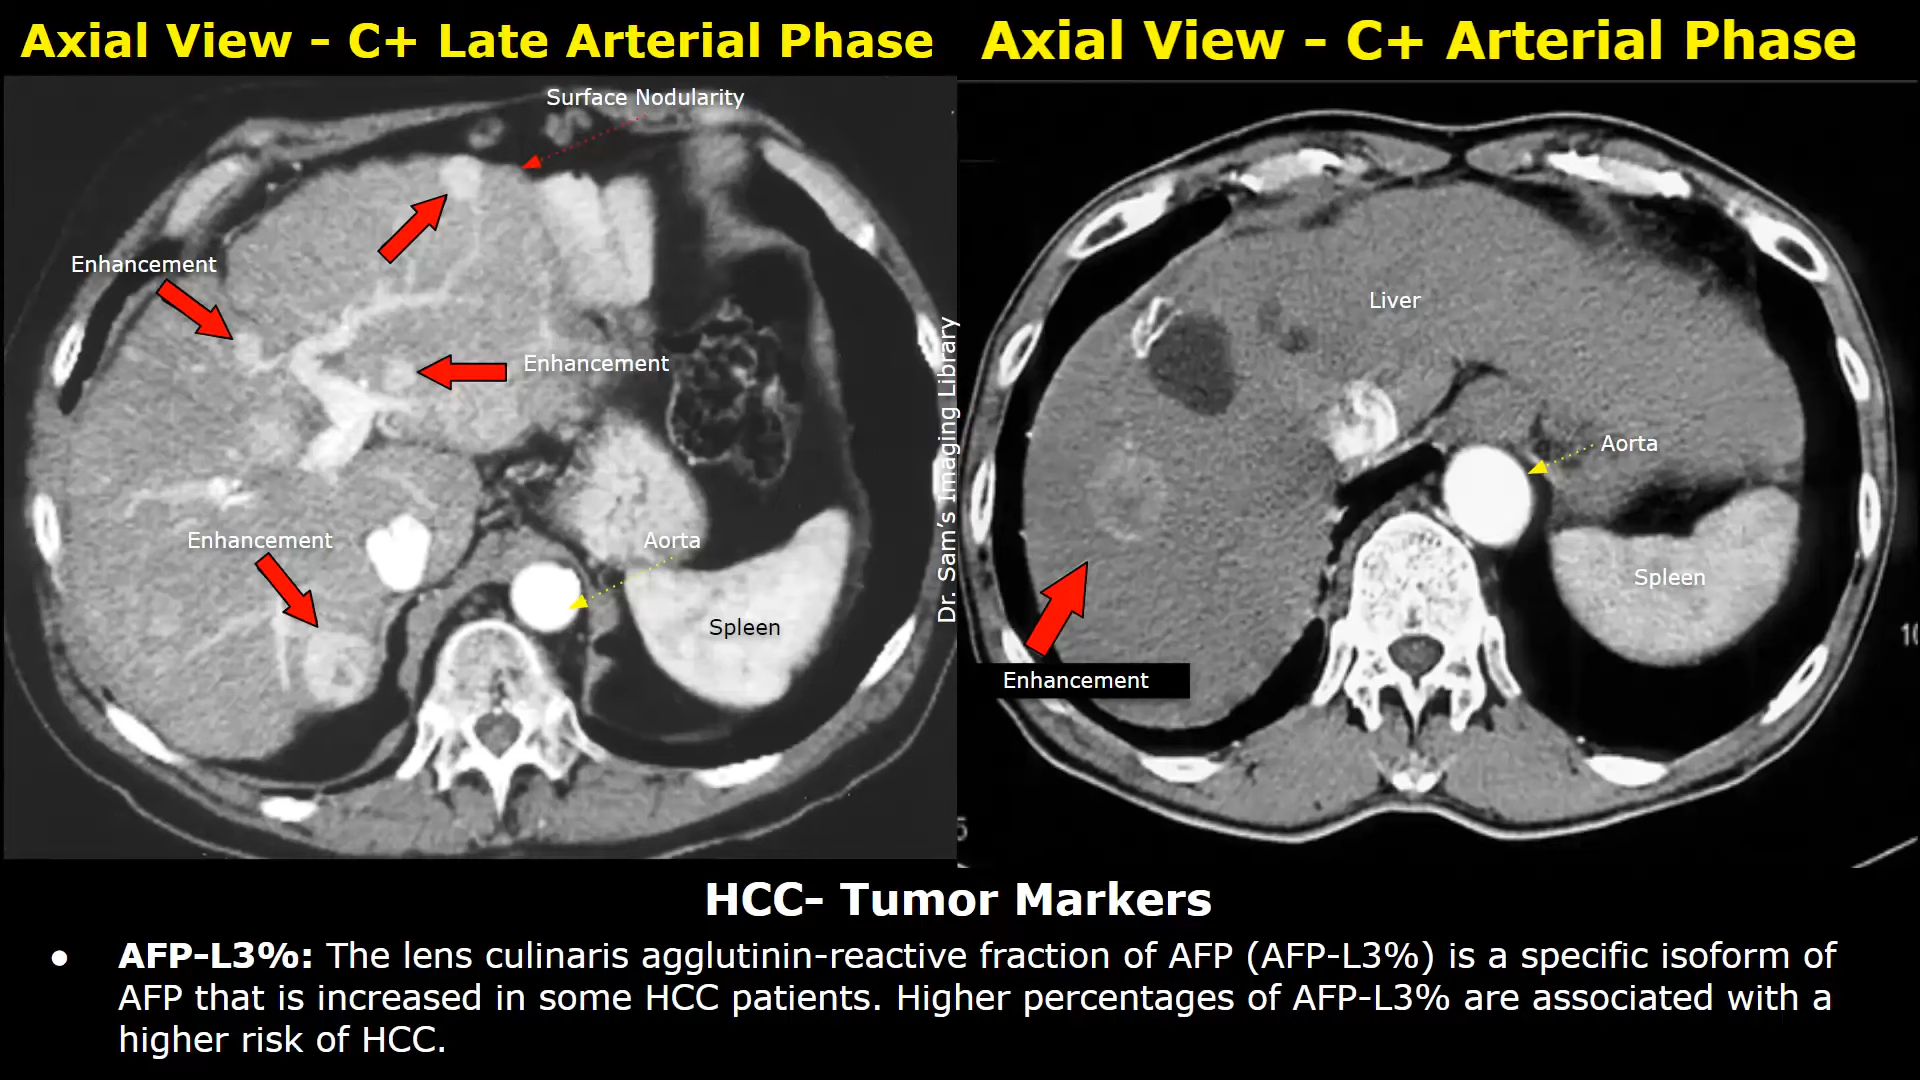 Axial View – C+ Late Arterial Phase
Axial View – C+ Arterial Phase
Surface Nodularity
Enhancement
Enhancement
Enhancement
Aorta
Spleen
Dr. Sam's Imaging Library
Liver
Aorta
Spleen
Enhancement
HCC– Tumor Markers
● AFP-L3%: The lens culinaris agglutinin-reactive fraction of AFP (AFP-L3%) is a specific isoform of
AFP that is increased in some HCC patients. Higher percentages of AFP-L3% are associated with a
higher risk of HCC.